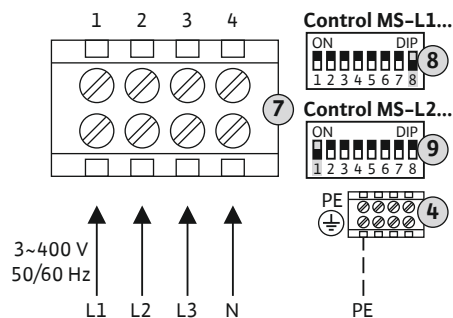 1 2 3 4
7
3~400 V
50/60 Hz
L1 L2 L3 N
Control MS-L1...
ON DIP
1 2 3 4 5 6 7 8
8
Control MS-L2...
ON DIP
1 2 3 4 5 6 7 8
9
PE
4
PE